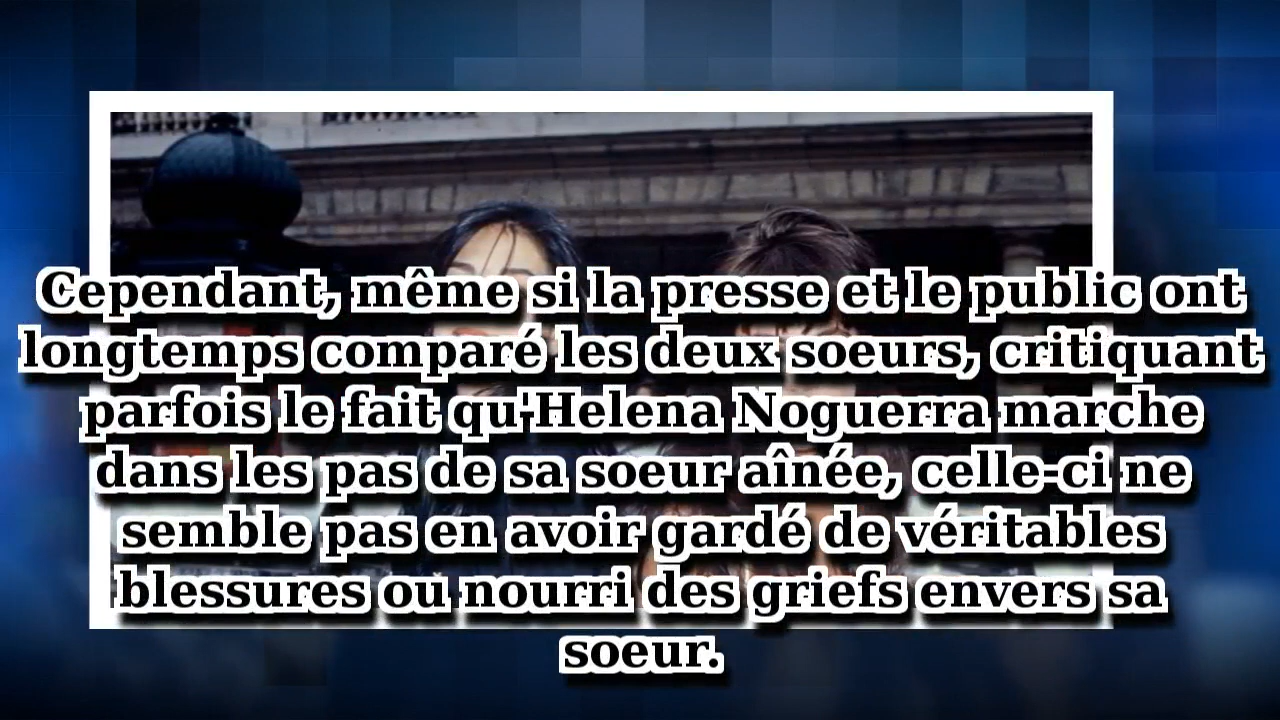 Cependant, même si la presse et le public ont
longtemps comparé les deux soeurs, critiquant
parfois le fait qu'Helena Noguerra marche
dans les pas de sa soeur aînée, celle-ci ne
semble pas en avoir gardé de véritables
blessures ou nourri des griefs envers sa
soeur.